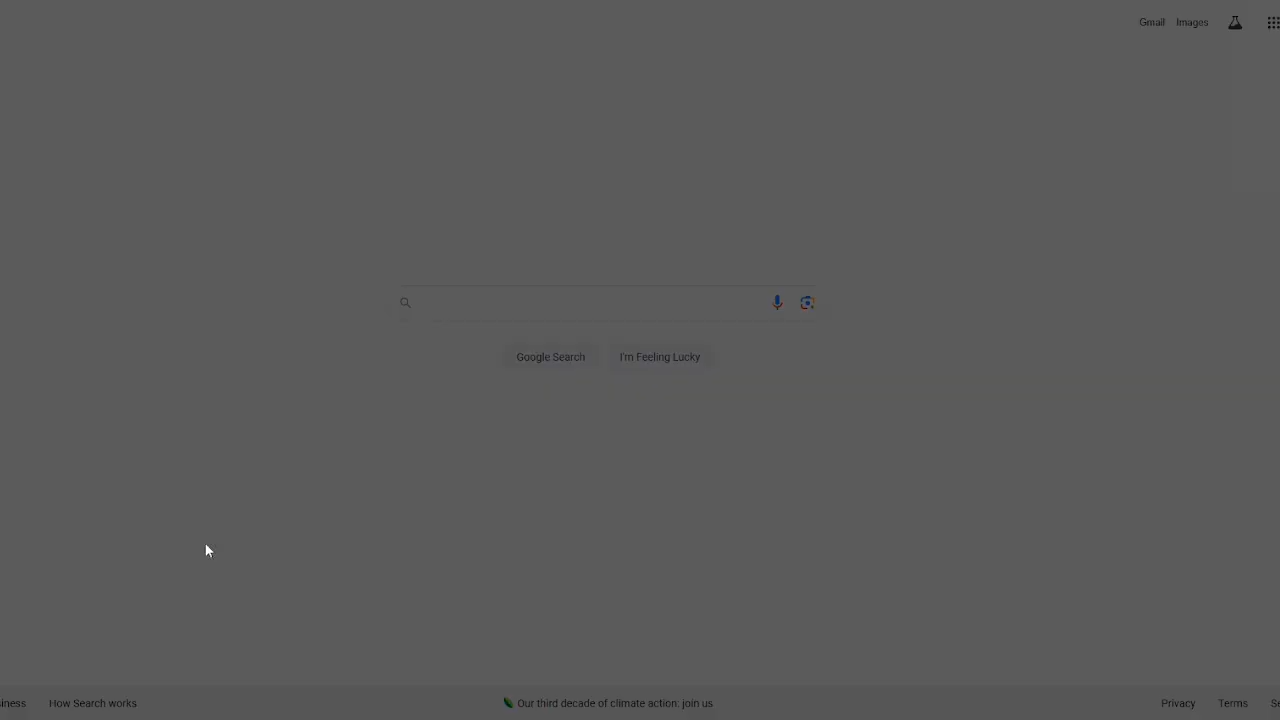 Gmail Images
Google Search I'm Feeling Lucky
How Search works Our third decade of climate action: join us Privacy Terms